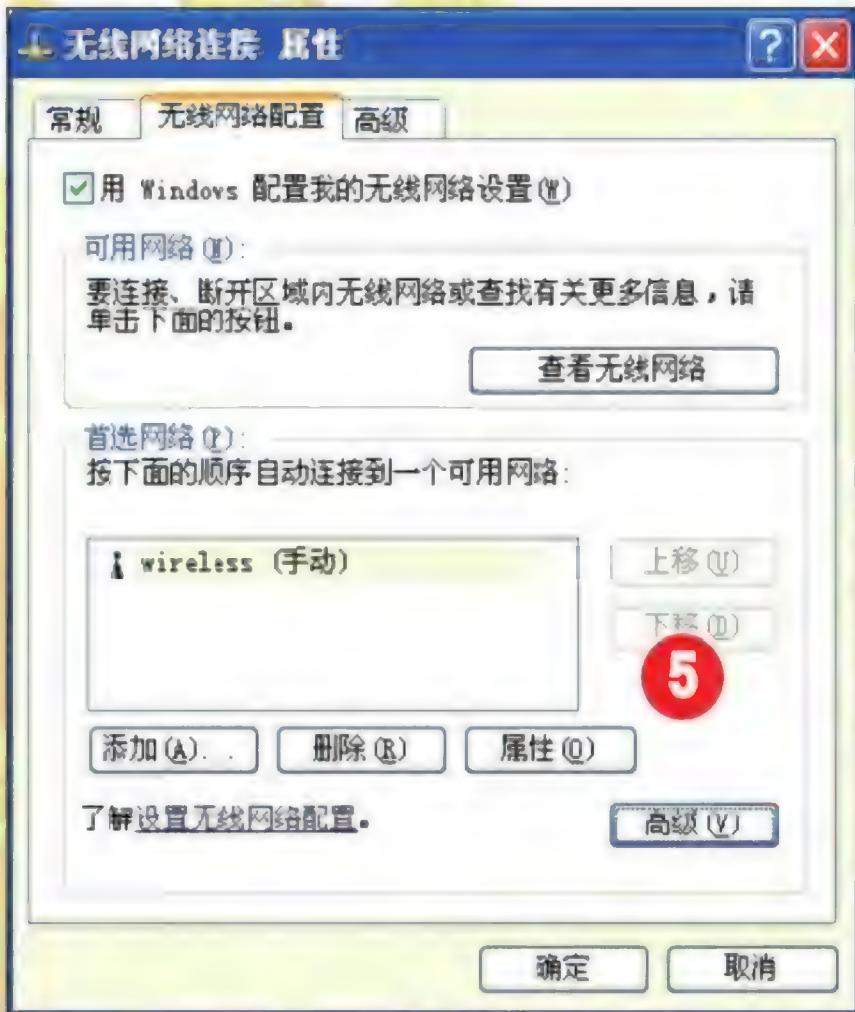 无线网络连接 属性
常规 无线网络配置 高级
用 Windows 配置我的无线网络设置(W)
可用网络(N):
要连接、断开区域内无线网络或查找有关更多信息,请
单击下面的按钮。
查看无线网络
首选网络(P):
按下面的顺序自动连接到一个可用网络:
wireless (手动)
上移(U)
下移(D)
5
添加(A)...
删除(R)
属性(O)
了解设置无线网络配置。
高级(V)
确定
取消